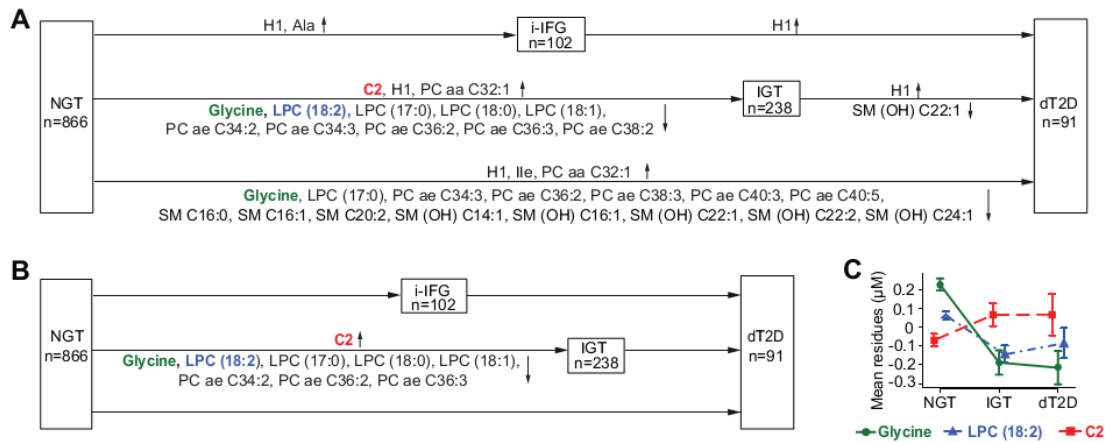 A
H1, Ala ↑
i-IFG
n=102
H1↑
NGT
n=866
C2, H1, PC aa C32:1 ↑
Glycine, LPC (18:2), LPC (17:0), LPC (18:0), LPC (18:1),
PC ae C34:2, PC ae C34:3, PC ae C36:2, PC ae C36:3, PC ae C38:2 ↓
IGT
n=238
H1 ↑
SM (OH) C22:1 ↓
dT2D
n=91
H1, Ile, PC aa C32:1 ↑
Glycine, LPC (17:0), PC ae C34:3, PC ae C36:2, PC ae C38:3, PC ae C40:3, PC ae C40:5,
SM C16:0, SM C16:1, SM C20:2, SM (OH) C14:1, SM (OH) C16:1, SM (OH) C22:1, SM (OH) C22:2, SM (OH) C24:1 ↓
B
i-IFG
n=102
NGT
n=866
C2 ↑
Glycine, LPC (18:2), LPC (17:0), LPC (18:0), LPC (18:1),
PC ae C34:2, PC ae C36:2, PC ae C36:3 ↓
IGT
n=238
dT2D
n=91
C
Mean residues (μM)
0.2
0.1
0
-0.1
-0.2
-0.3
NGT IGT dT2D
Glycine LPC (18:2) C2